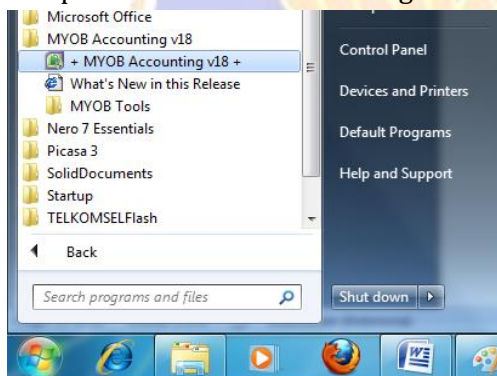 Microsoft Office
MYOB Accounting v18
+ MYOB Accounting v18 +
What's New in this Release
MYOB Tools
Nero 7 Essentials
Picasa 3
SolidDocuments
Startup
TELKOMSELFlash
Back
Search programs and files
Control Panel
Devices and Printers
Default Programs
Help and Support
Shut down